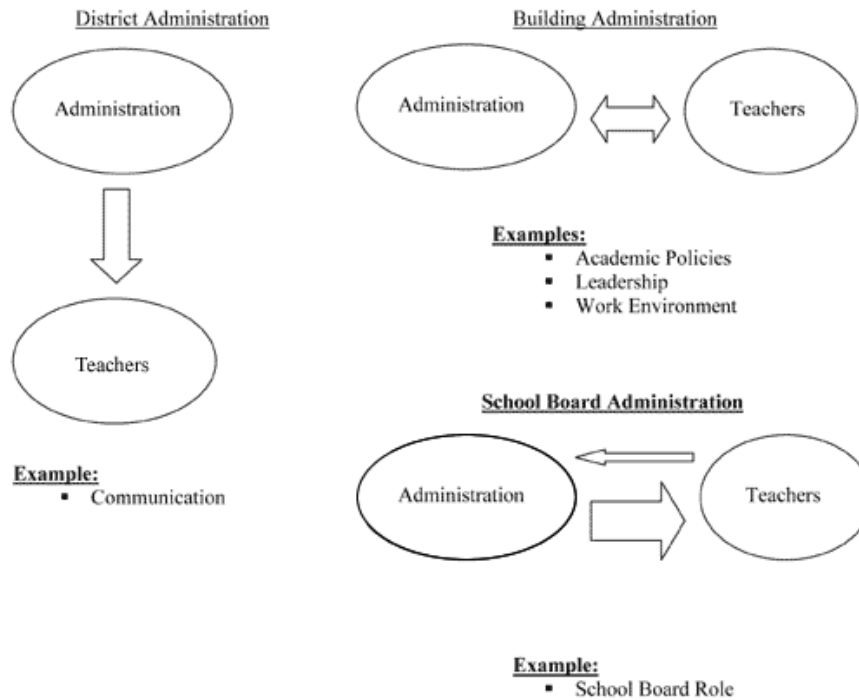 District Administration
Administration
Teachers
Example:
▪ Communication
Building Administration
Administration
Teachers
Examples:
▪ Academic Policies
▪ Leadership
▪ Work Environment
School Board Administration
Administration
Teachers
Example:
▪ School Board Role